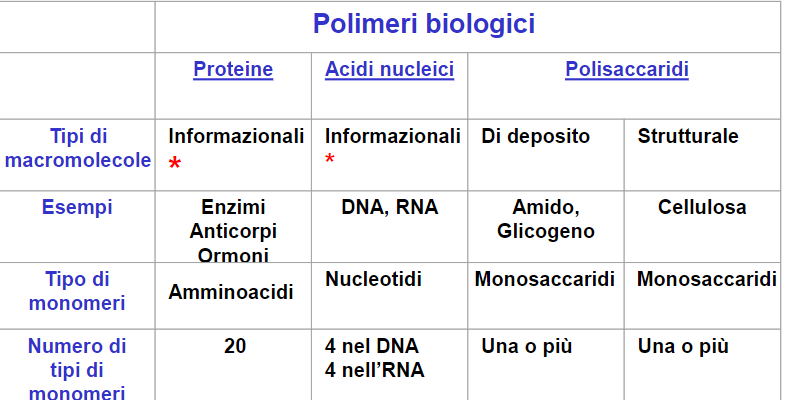 Polimeri biologici
Proteine Acidi nucleici Polisaccaridi
Tipi di
macromolecole
Informazionali
*
Informazionali
*
Di deposito
Strutturale
Esempi
Enzimi
Anticorpi
Ormoni
DNA, RNA
Amido,
Glicogeno
Cellulosa
Tipo di
monomeri
Amminoacidi
Nucleotidi
Monosaccaridi
Monosaccaridi
Numero di
tipi di
monomeri
20
4 nel DNA
4 nell’RNA
Una o più
Una o più